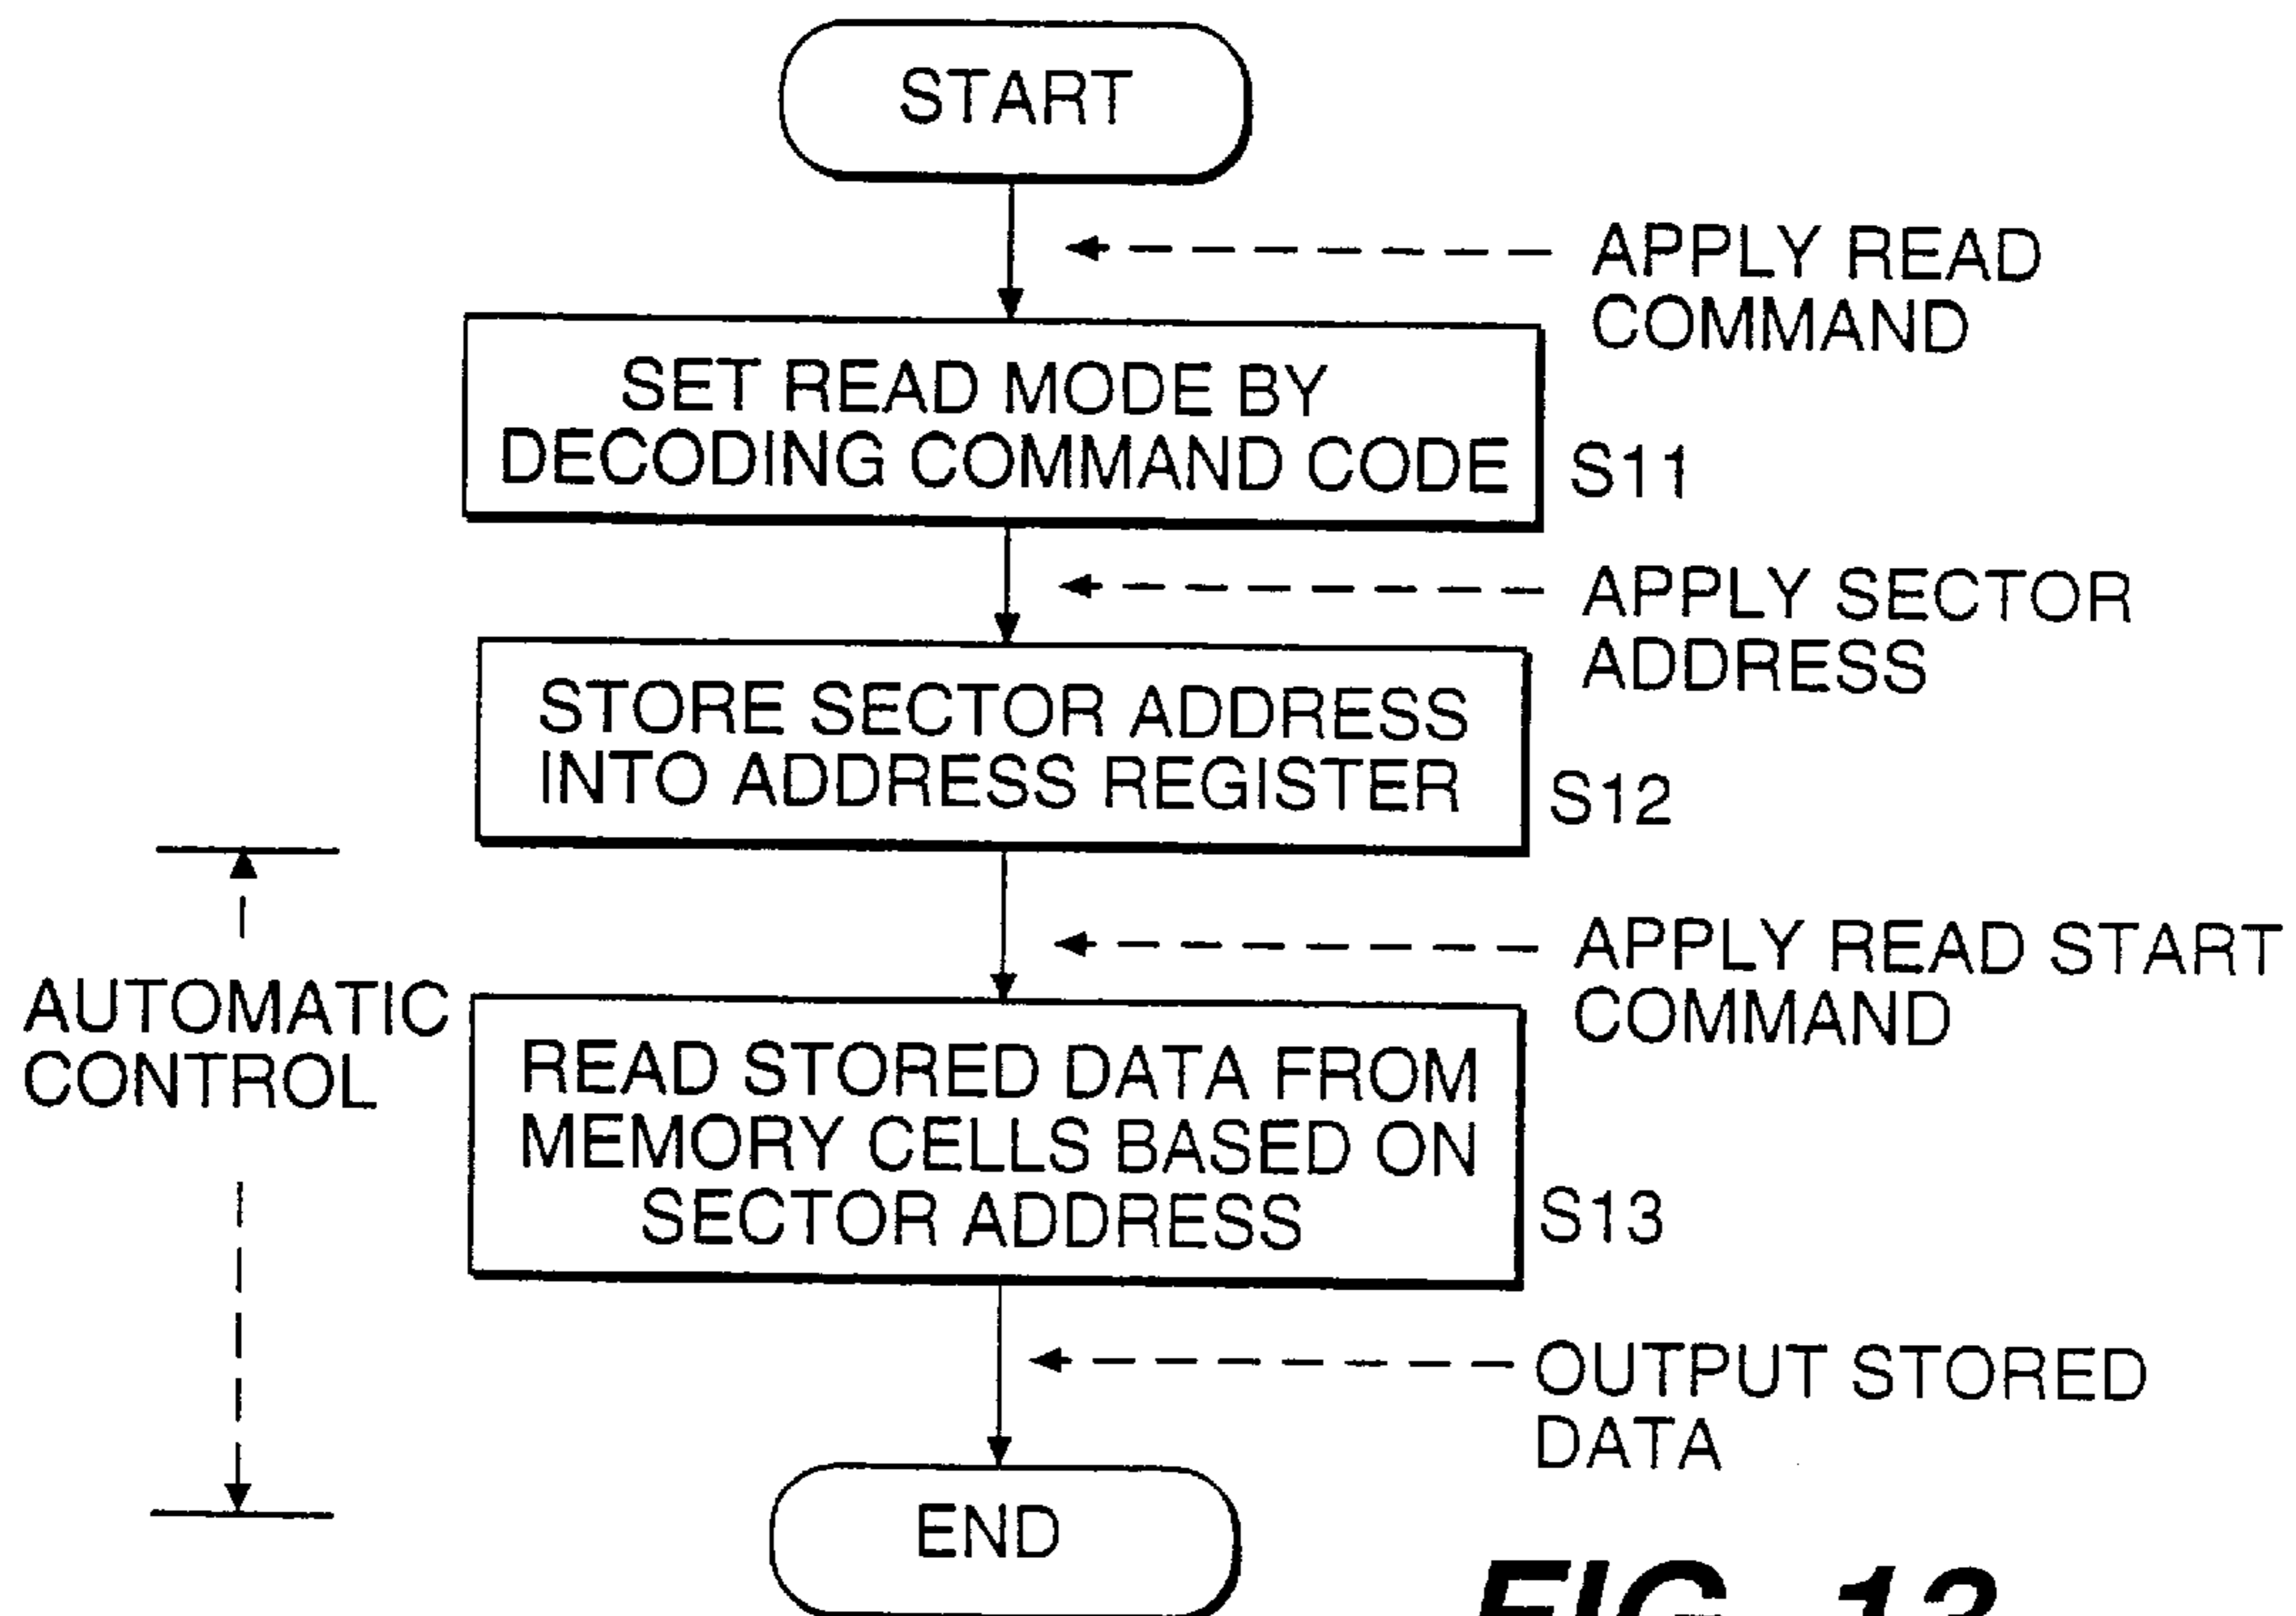 START
APPLY READ
COMMAND
SET READ MODE BY
DECODING COMMAND CODE
S11
APPLY SECTOR
ADDRESS
STORE SECTOR ADDRESS
INTO ADDRESS REGISTER
S12
APPLY READ START
COMMAND
AUTOMATIC
CONTROL
READ STORED DATA FROM
MEMORY CELLS BASED ON
SECTOR ADDRESS
S13
OUTPUT STORED
DATA
END
FIG